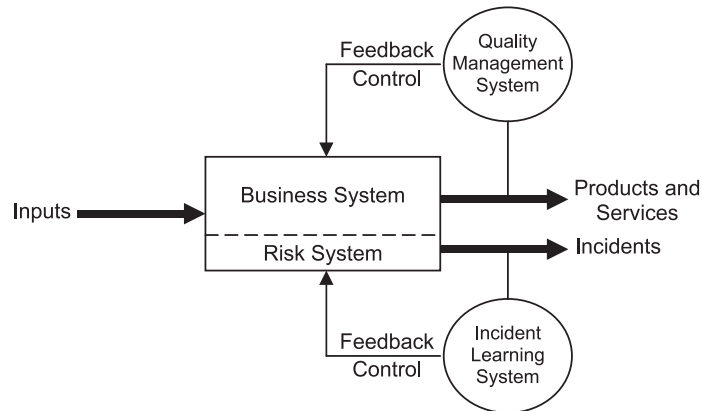 Feedback
Control
Quality
Management
System
Inputs
Business System
Risk System
Products and
Services
Incidents
Feedback
Control
Incident
Learning
System